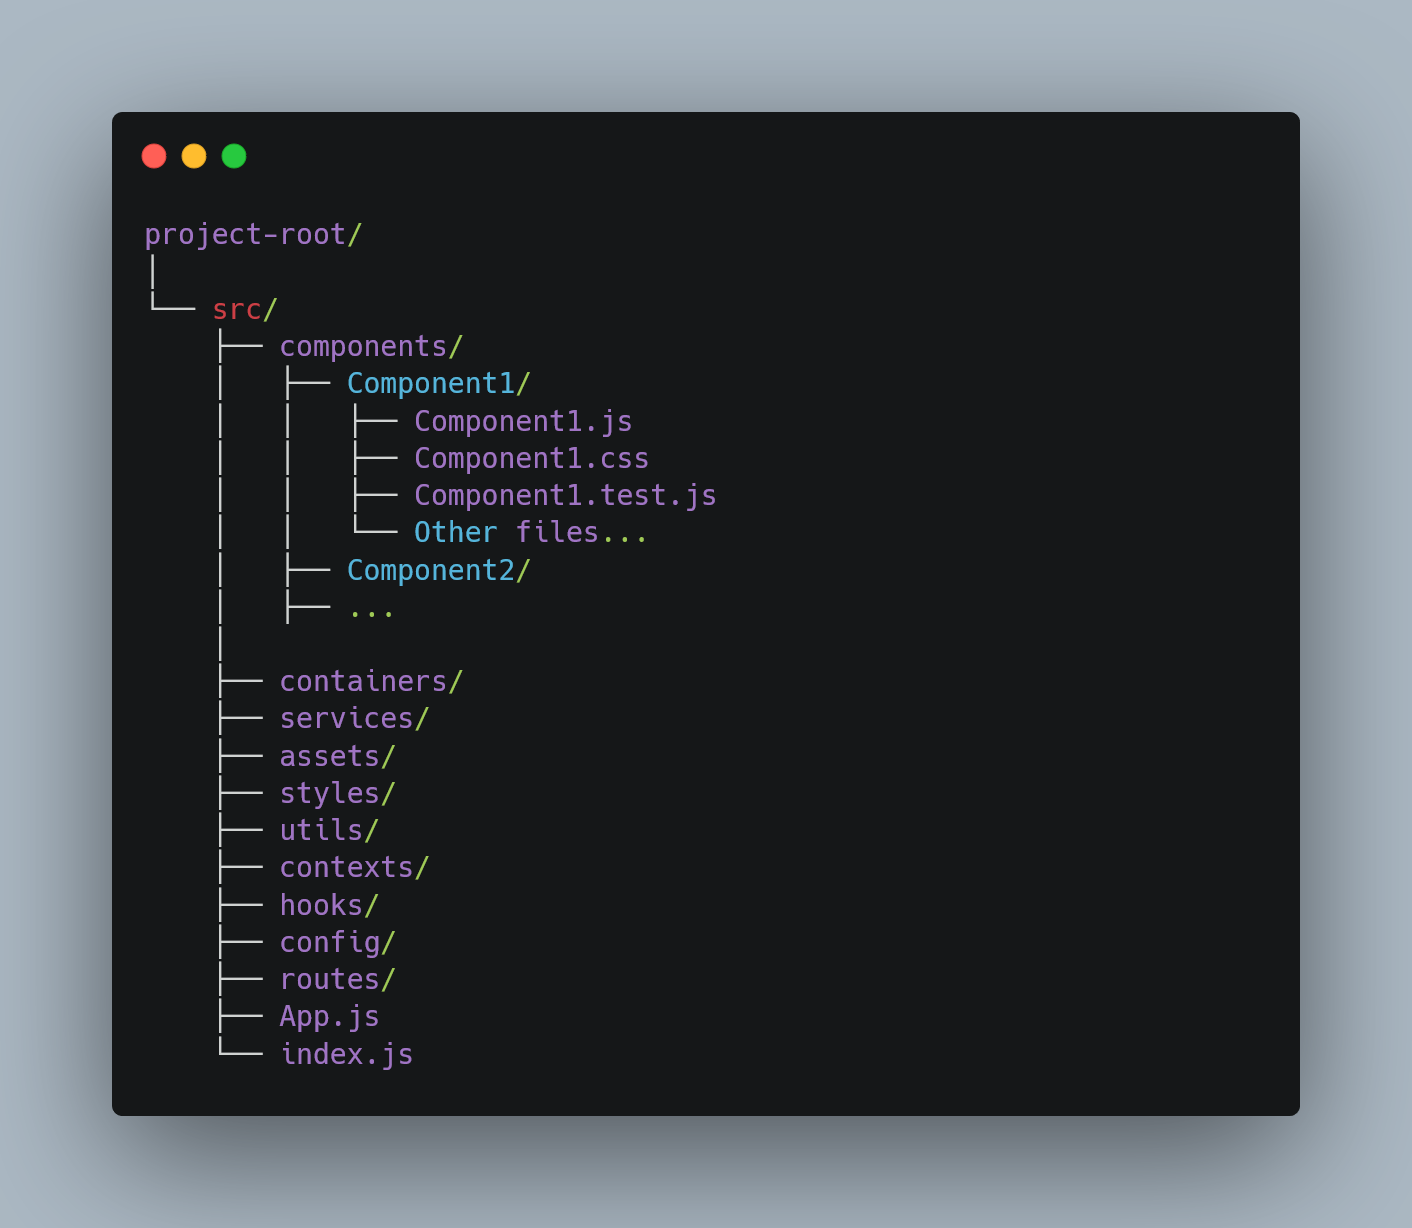 project-root/
│
└── src/
    ├── components/
    │   ├── Component1/
    │   │   ├── Component1.js
    │   │   ├── Component1.css
    │   │   ├── Component1.test.js
    │   │   └── Other files...
    │   ├── Component2/
    │   ├── ...
    │
    ├── containers/
    ├── services/
    ├── assets/
    ├── styles/
    ├── utils/
    ├── contexts/
    ├── hooks/
    ├── config/
    ├── routes/
    ├── App.js
    └── index.js